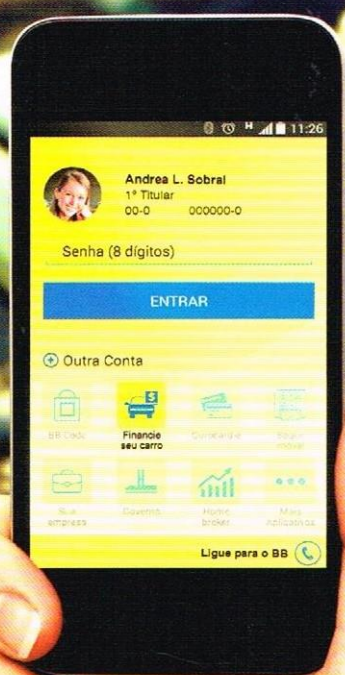 11:26
Andrea L. Sobral
1º Titular
00-0 000000-0
Senha (8 dígitos)
ENTRAR
Outra Conta
BB Code
Financie
seu carro
Sua
empresa
Governo
Home
broker
Mais
aplicativos
Ligue para o BB